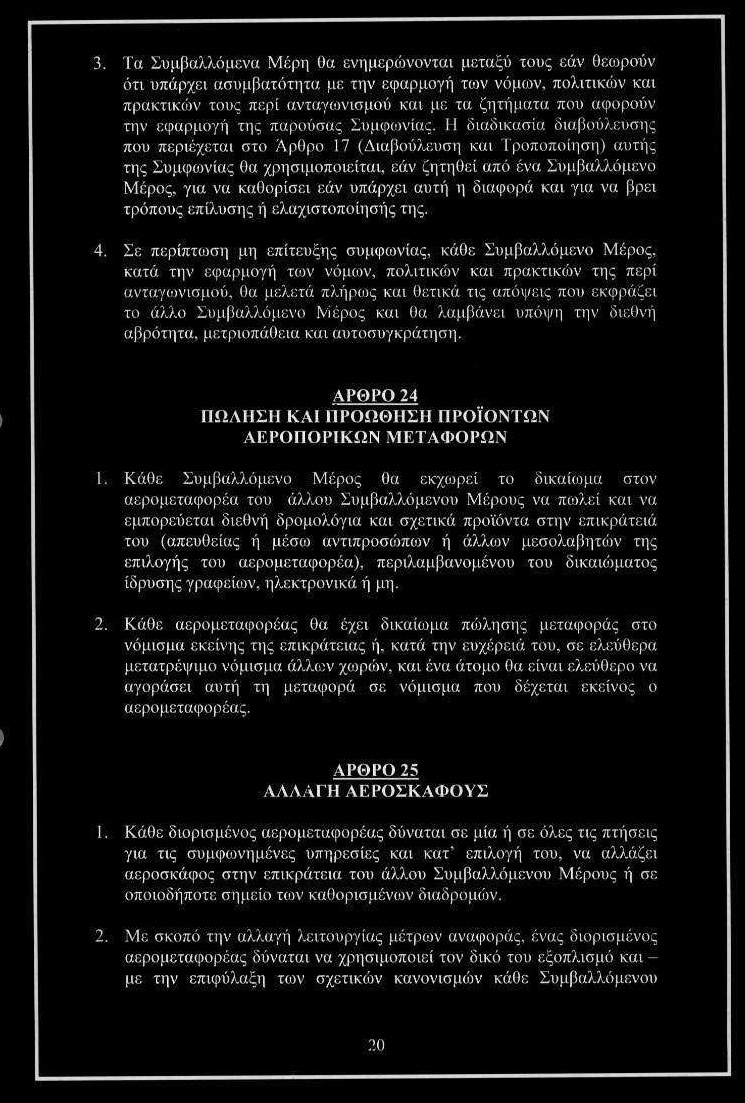 3. Τα Συμβαλλόμενα Μέρη θα ενημερώνονται μεταξύ τους εάν θεωρούν
ότι υπάρχει ασυμβατότητα με την εφαρμογή των νόμων, πολιτικών και
πρακτικών τους περί ανταγωνισμού και με τα ζητήματα που αφορούν
την εφαρμογή της παρούσας Συμφωνίας. Η διαδικασία διαβούλευσης
που περιέχεται στο Άρθρο 17 (Διαβούλευση και Τροποποίηση) αυτής
της Συμφωνίας θα χρησιμοποιείται, εάν ζητηθεί από ένα Συμβαλλόμενο
Μέρος, για να καθορίσει εάν υπάρχει αυτή η διαφορά και για να βρει
τρόπους επίλυσης ή ελαχιστοποίησής της.
4. Σε περίπτωση μη επίτευξης συμφωνίας, κάθε Συμβαλλόμενο Μέρος,
κατά την εφαρμογή των νόμων, πολιτικών και πρακτικών της περί
ανταγωνισμού, θα μελετά πλήρως και θετικά τις απόψεις που εκφράζει
το άλλο Συμβαλλόμενο Μέρος και θα λαμβάνει υπόψη την διεθνή
αβρότητα, μετριοπάθεια και αυτοσυγκράτηση.
ΑΡΘΡΟ 24
ΠΩΛΗΣΗ ΚΑΙ ΠΡΟΩΘΗΣΗ ΠΡΟΪΟΝΤΩΝ
ΑΕΡΟΠΟΡΙΚΩΝ ΜΕΤΑΦΟΡΩΝ
1. Κάθε Συμβαλλόμενο Μέρος θα εκχωρεί το δικαίωμα στον
αερομεταφορέα του άλλου Συμβαλλόμενου Μέρους να πωλεί και να
εμπορεύεται διεθνή δρομολόγια και σχετικά προϊόντα στην επικράτειά
του (απευθείας ή μέσω αντιπροσώπων ή άλλων μεσολαβητών της
επιλογής του αερομεταφορέα), περιλαμβανομένου του δικαιώματος
ίδρυσης γραφείων, ηλεκτρονικά ή μη.
2. Κάθε αερομεταφορέας θα έχει δικαίωμα πώλησης μεταφοράς στο
νόμισμα εκείνης της επικράτειας ή, κατά την ευχέρειά του, σε ελεύθερα
μετατρέψιμο νόμισμα άλλων χωρών, και ένα άτομο θα είναι ελεύθερο να
αγοράσει αυτή τη μεταφορά σε νόμισμα που δέχεται εκείνος ο
αερομεταφορέας.
ΑΡΘΡΟ 25
ΑΛΛΑΓΗ ΑΕΡΟΣΚΑΦΟΥΣ
1. Κάθε διορισμένος αερομεταφορέας δύναται σε μία ή σε όλες τις πτήσεις
για τις συμφωνημένες υπηρεσίες και κατ' επιλογή του, να αλλάζει
αεροσκάφος στην επικράτεια του άλλου Συμβαλλόμενου Μέρους ή σε
οποιοδήποτε σημείο των καθορισμένων διαδρομών.
2. Με σκοπό την αλλαγή λειτουργίας μέτρων αναφοράς, ένας διορισμένος
αερομεταφορέας δύναται να χρησιμοποιεί τον δικό του εξοπλισμό και –
με την επιφύλαξη των σχετικών κανονισμών κάθε Συμβαλλόμενου
20